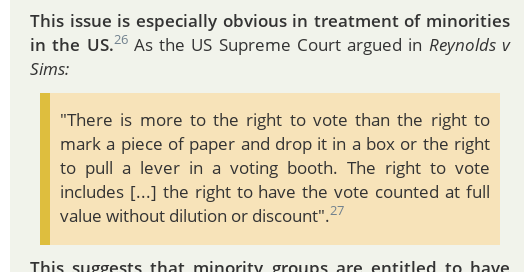 This issue is especially obvious in treatment of minorities
in the US.26 As the US Supreme Court argued in Reynolds v
Sims:
"There is more to the right to vote than the right to
mark a piece of paper and drop it in a box or the right
to pull a lever in a voting booth. The right to vote
includes [...] the right to have the vote counted at full
value without dilution or discount".27
This suggests that minority groups are entitled to have